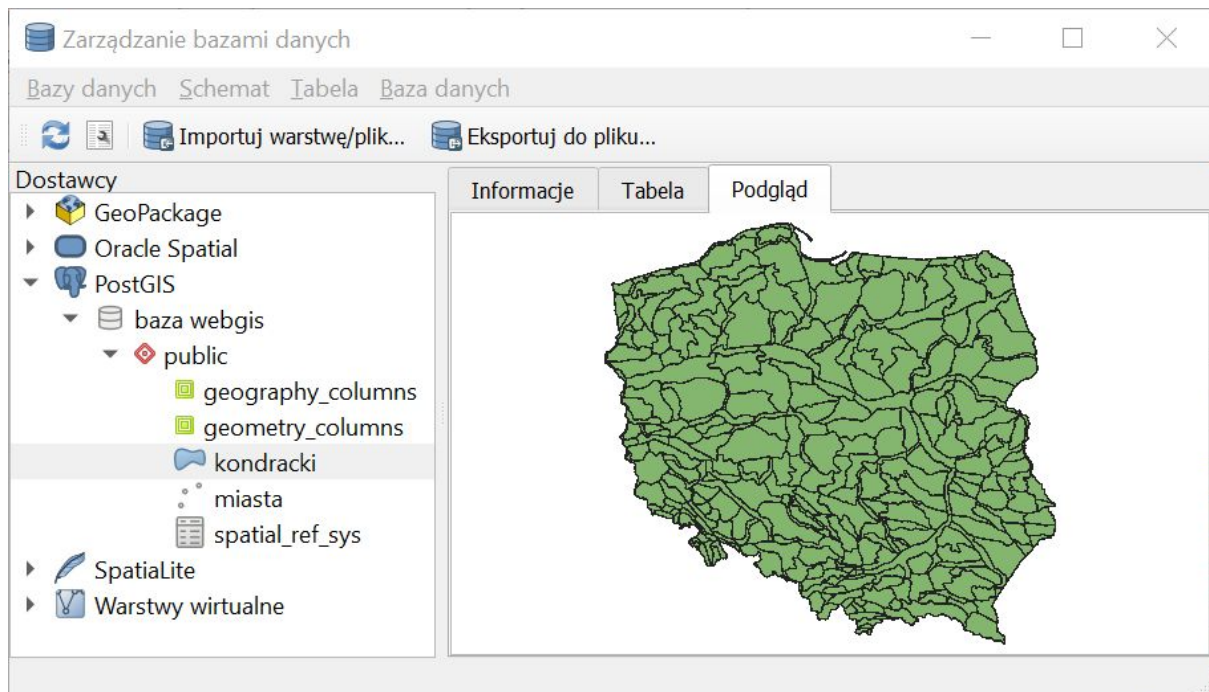 Zarządzanie bazami danych
Bazy danych Schemat Tabela Baza danych
Importuj warstwę/plik... Eksportuj do pliku...
Dostawcy
Informacje Tabela Podgląd
GeoPackage
Oracle Spatial
PostGIS
baza webgis
public
geography_columns
geometry_columns
kondracki
miasta
spatial_ref_sys
SpatiaLite
Warstwy wirtualne